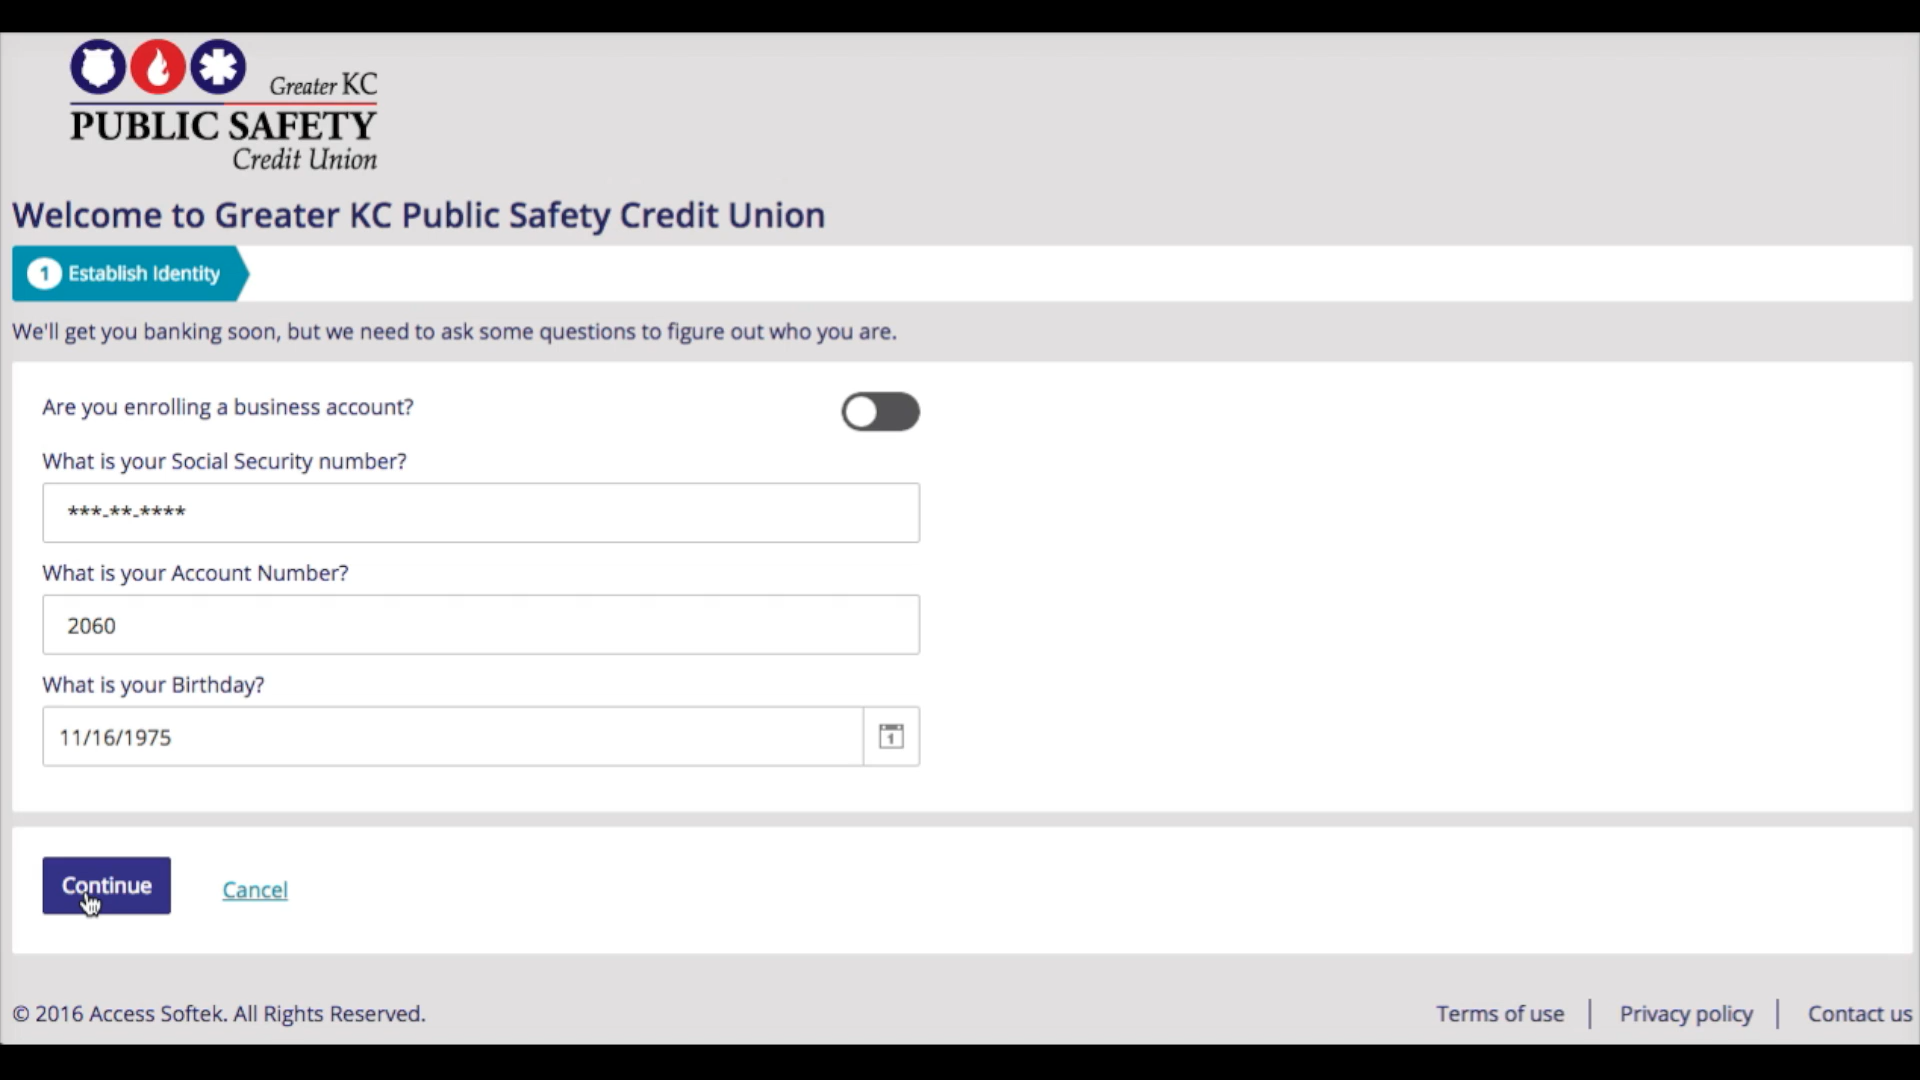 Greater KC
PUBLIC SAFETY
Credit Union
Welcome to Greater KC Public Safety Credit Union
1 Establish Identity
We'll get you banking soon, but we need to ask some questions to figure out who you are.
Are you enrolling a business account?
What is your Social Security number?
***-**-****
What is your Account Number?
2060
What is your Birthday?
11/16/1975
1
Continue Cancel
© 2016 Access Softek. All Rights Reserved. Terms of use | Privacy policy | Contact us